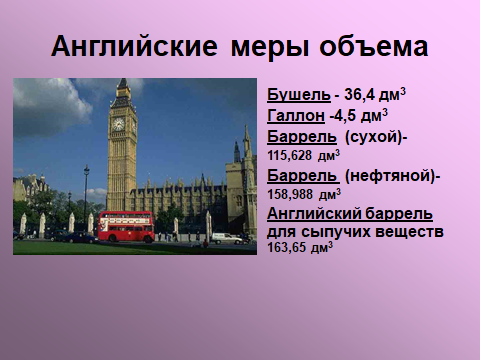 Английские меры объема
Бушель - 36,4 дм³
Галлон -4,5 дм³
Баррель (сухой)-
115,628 дм³
Баррель (нефтяной)-
158,988 дм³
Английский баррель
для сыпучих веществ
163,65 дм³